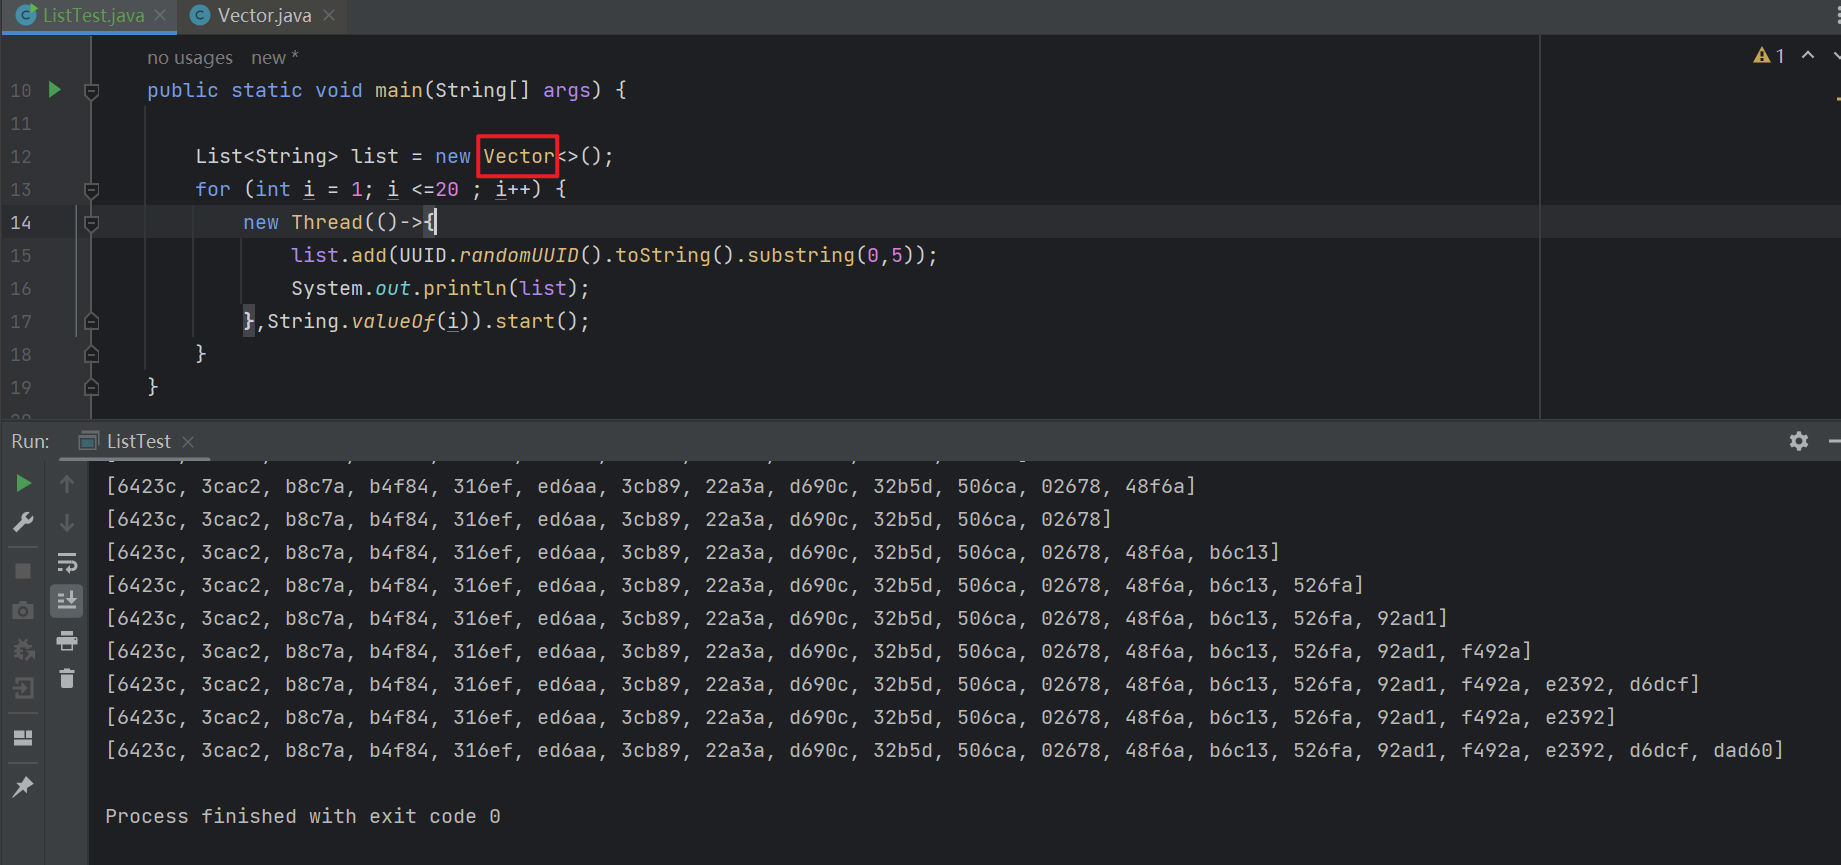 ListTest.java Vector.java
no usages new *
1
10 public static void main(String[] args) {
11
12 List<String> list = new Vector<>();
13 for (int i = 1; i <=20 ; i++) {
14 new Thread(()->{
15 list.add(UUID.randomUUID().toString().substring(0,5));
16 System.out.println(list);
17 },String.valueOf(i)).start();
18 }
19 }
Run: ListTest
[6423c, 3cac2, b8c7a, b4f84, 316ef, ed6aa, 3cb89, 22a3a, d690c, 32b5d, 506ca, 02678, 48f6a]
[6423c, 3cac2, b8c7a, b4f84, 316ef, ed6aa, 3cb89, 22a3a, d690c, 32b5d, 506ca, 02678]
[6423c, 3cac2, b8c7a, b4f84, 316ef, ed6aa, 3cb89, 22a3a, d690c, 32b5d, 506ca, 02678, 48f6a, b6c13]
[6423c, 3cac2, b8c7a, b4f84, 316ef, ed6aa, 3cb89, 22a3a, d690c, 32b5d, 506ca, 02678, 48f6a, b6c13, 526fa]
[6423c, 3cac2, b8c7a, b4f84, 316ef, ed6aa, 3cb89, 22a3a, d690c, 32b5d, 506ca, 02678, 48f6a, b6c13, 526fa, 92ad1]
[6423c, 3cac2, b8c7a, b4f84, 316ef, ed6aa, 3cb89, 22a3a, d690c, 32b5d, 506ca, 02678, 48f6a, b6c13, 526fa, 92ad1, f492a]
[6423c, 3cac2, b8c7a, b4f84, 316ef, ed6aa, 3cb89, 22a3a, d690c, 32b5d, 506ca, 02678, 48f6a, b6c13, 526fa, 92ad1, f492a, e2392, d6dcf]
[6423c, 3cac2, b8c7a, b4f84, 316ef, ed6aa, 3cb89, 22a3a, d690c, 32b5d, 506ca, 02678, 48f6a, b6c13, 526fa, 92ad1, f492a, e2392]
[6423c, 3cac2, b8c7a, b4f84, 316ef, ed6aa, 3cb89, 22a3a, d690c, 32b5d, 506ca, 02678, 48f6a, b6c13, 526fa, 92ad1, f492a, e2392, d6dcf, dad60]
Process finished with exit code 0